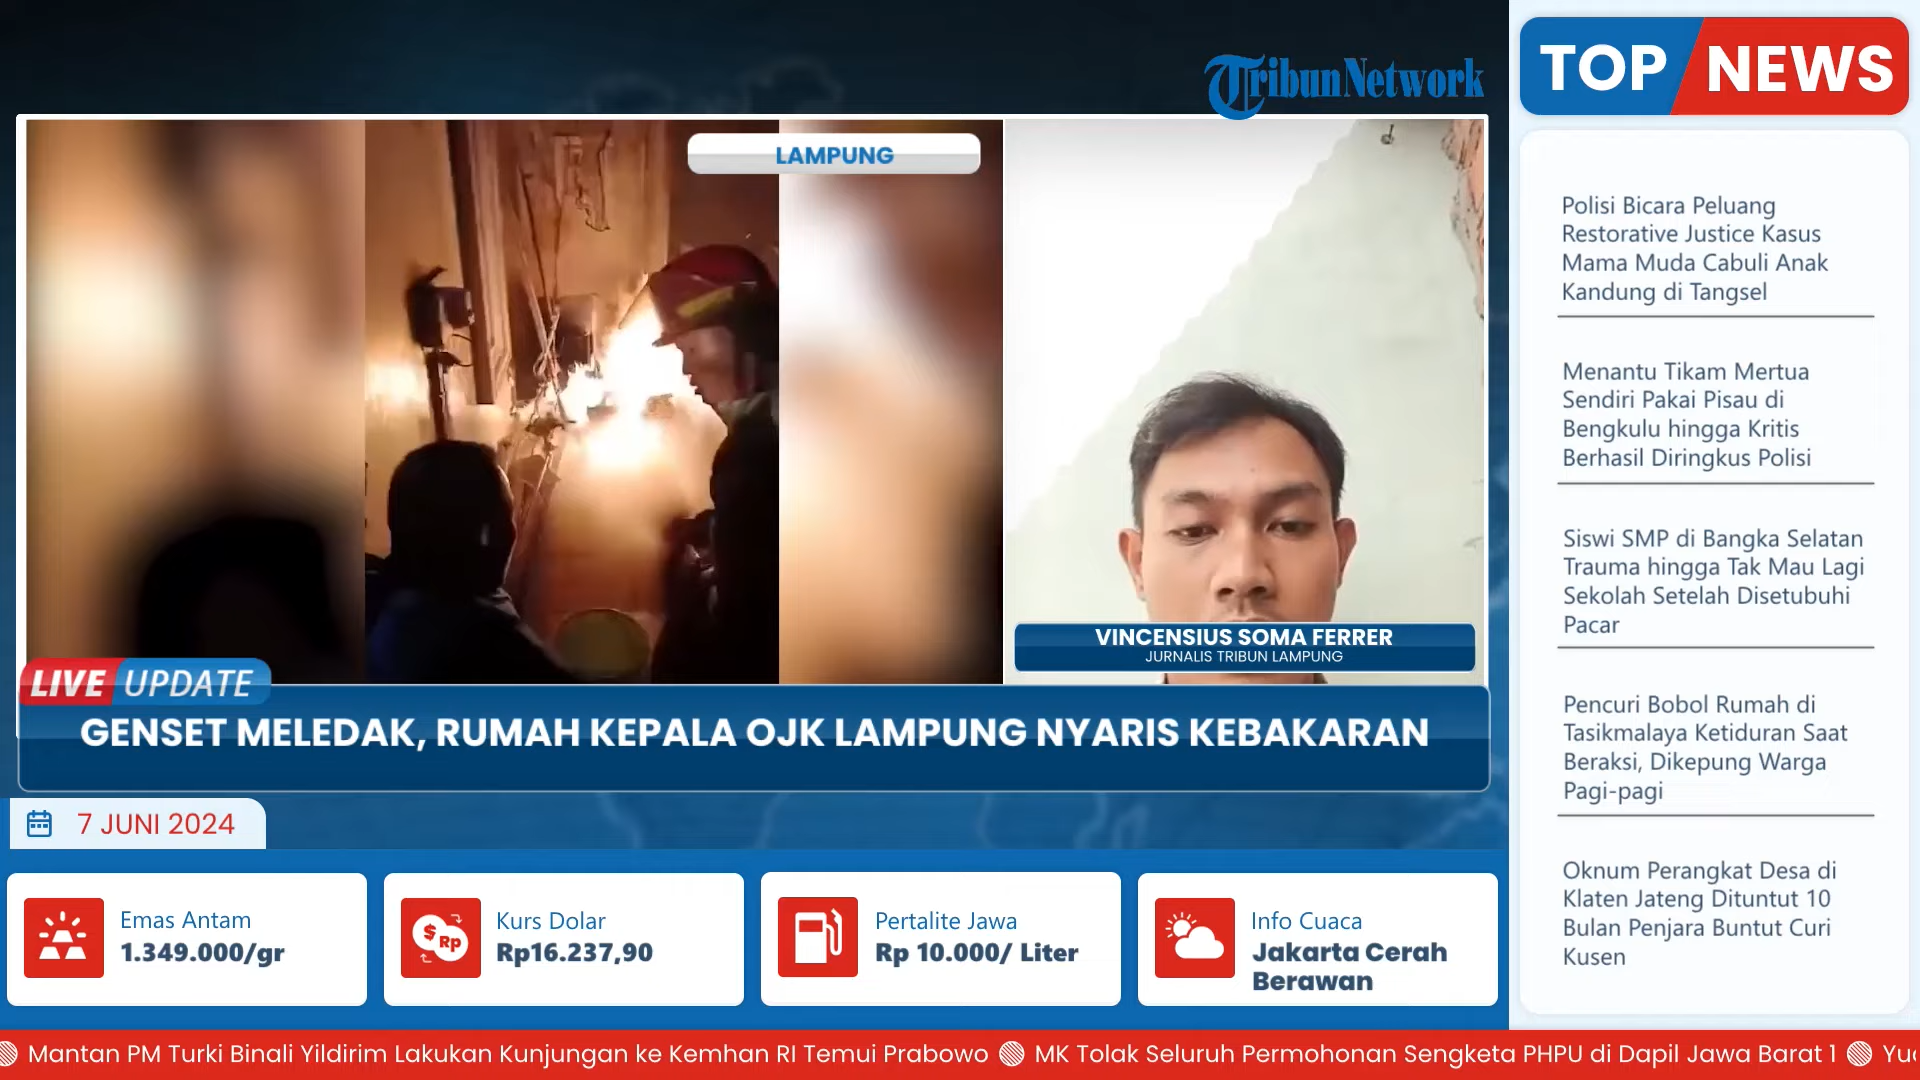 TribunNetwork
LAMPUNG
VINCENSIUS SOMA FERRER
JURNALIS TRIBUN LAMPUNG
LIVE UPDATE
GENSET MELEDAK, RUMAH KEPALA OJK LAMPUNG NYARIS KEBAKARAN
7 JUNI 2024
Emas Antam
1.349.000/gr
Kurs Dolar
Rp16.237,90
Pertalite Jawa
Rp 10.000/ Liter
Info Cuaca
Jakarta Cerah
Berawan
TOP NEWS
Polisi Bicara Peluang
Restorative Justice Kasus
Mama Muda Cabuli Anak
Kandung di Tangsel
Menantu Tikam Mertua
Sendiri Pakai Pisau di
Bengkulu hingga Kritis
Berhasil Diringkus Polisi
Siswi SMP di Bangka Selatan
Trauma hingga Tak Mau Lagi
Sekolah Setelah Disetubuhi
Pacar
Pencuri Bobol Rumah di
Tasikmalaya Ketiduran Saat
Beraksi, Dikepung Warga
Pagi-pagi
Oknum Perangkat Desa di
Klaten Jateng Dituntut 10
Bulan Penjara Buntut Curi
Kusen
Mantan PM Turki Binali Yildirim Lakukan Kunjungan ke Kemhan RI Temui Prabowo MK Tolak Seluruh Permohonan Sengketa PHPU di Dapil Jawa Barat 1